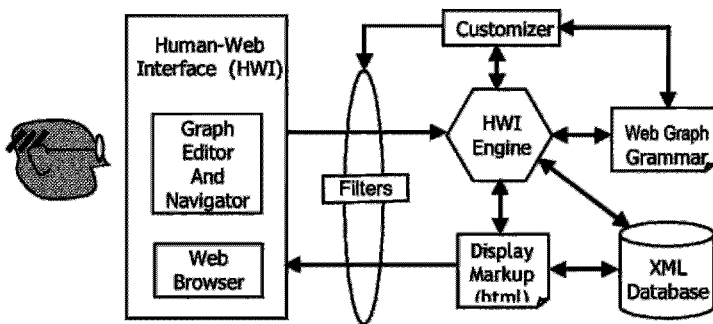 Human-Web
Interface (HWI)
Graph
Editor
And
Navigator
Web
Browser
Filters
Customizer
HWI
Engine
Web Graph
Grammar
Display
Markup
(html)
XML
Database